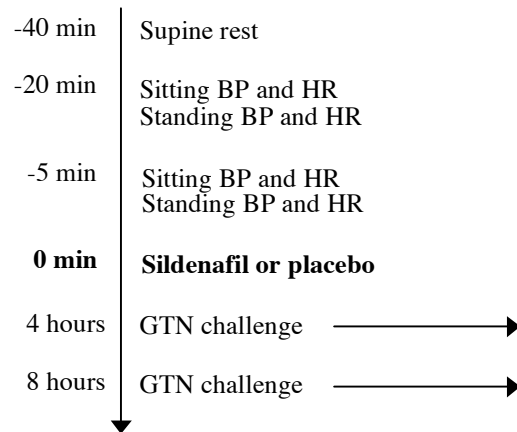 -40 min Supine rest
-20 min Sitting BP and HR
Standing BP and HR
-5 min Sitting BP and HR
Standing BP and HR
0 min Sildenafil or placebo
4 hours GTN challenge
8 hours GTN challenge